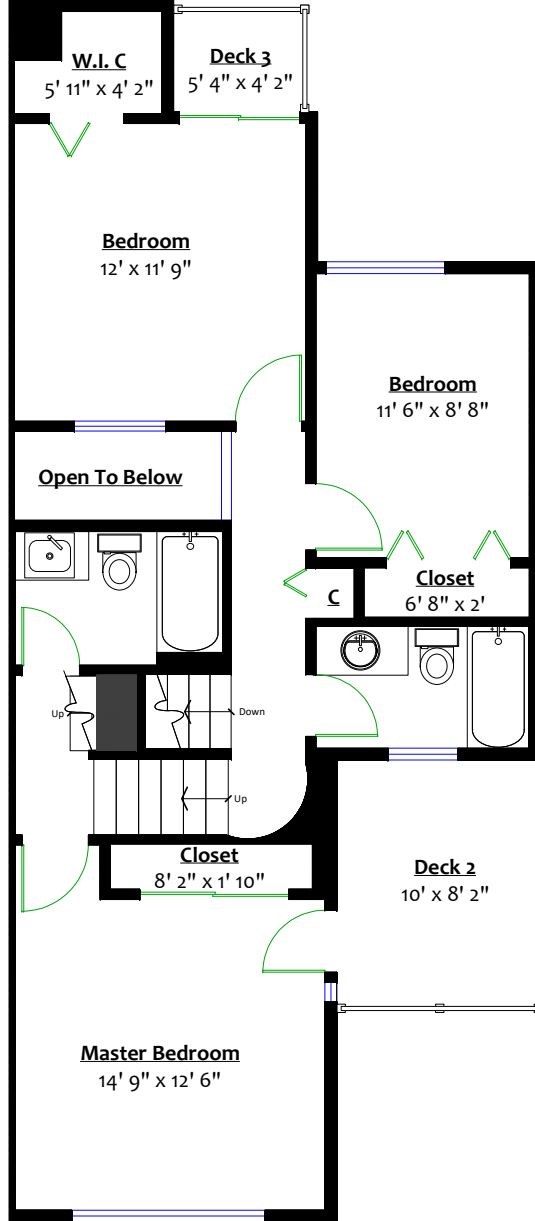 W.I. C
5' 11" x 4' 2"
Deck 3
5' 4" x 4' 2"
Bedroom
12' x 11' 9"
Bedroom
11' 6" x 8' 8"
Open To Below
Closet
6' 8" x 2'
C
Up
Down
Up
Closet
8' 2" x 1' 10"
Deck 2
10' x 8' 2"
Master Bedroom
14' 9" x 12' 6"